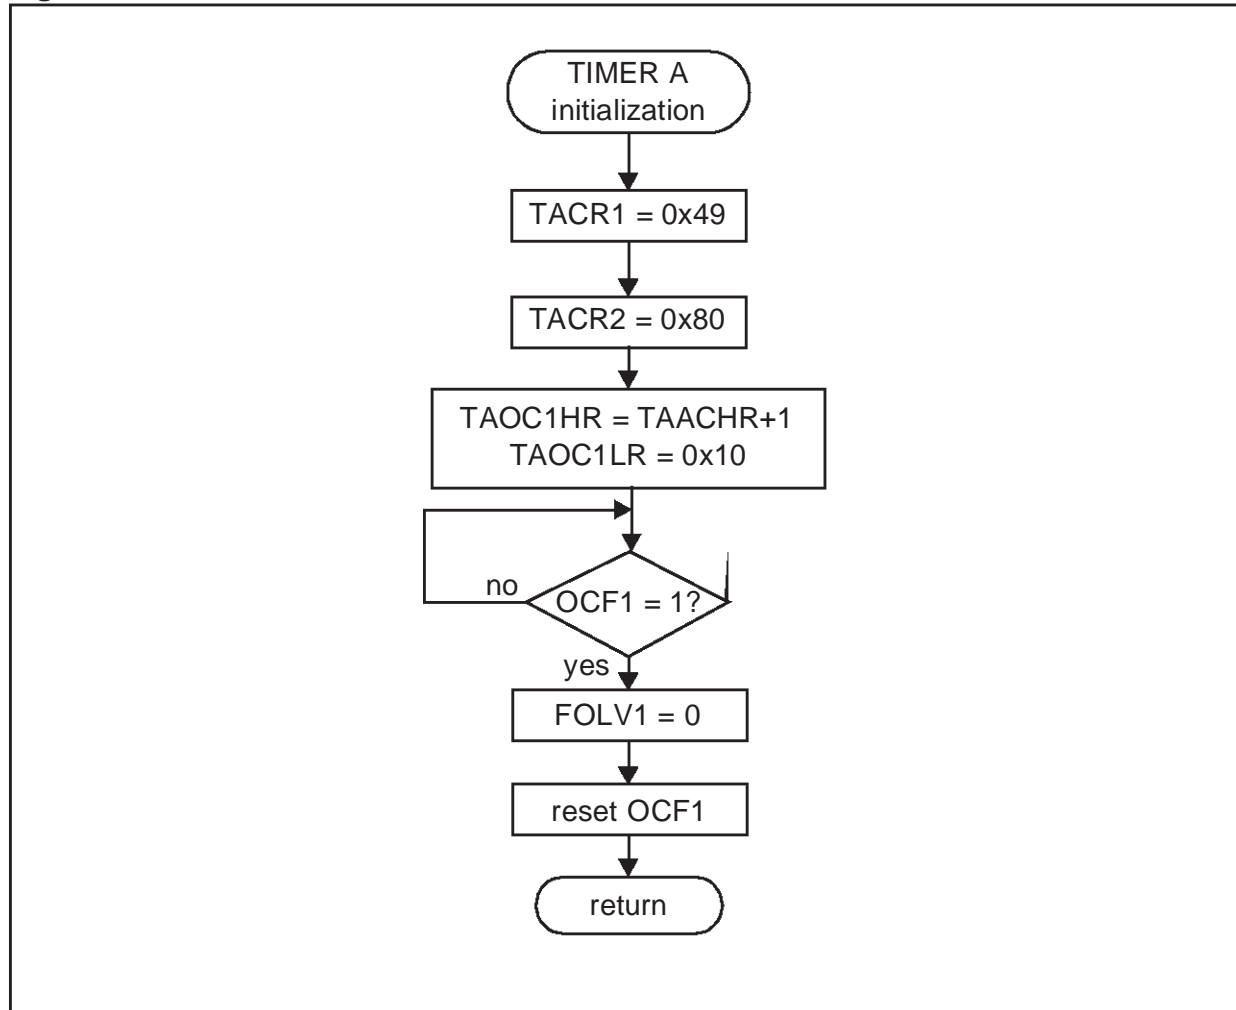 TIMER A
initialization
TACR1 = 0x49
TACR2 = 0x80
TAOC1HR = TAACHR+1
TAOC1LR = 0x10
no
OCF1 = 1?
yes
FOLV1 = 0
reset OCF1
return